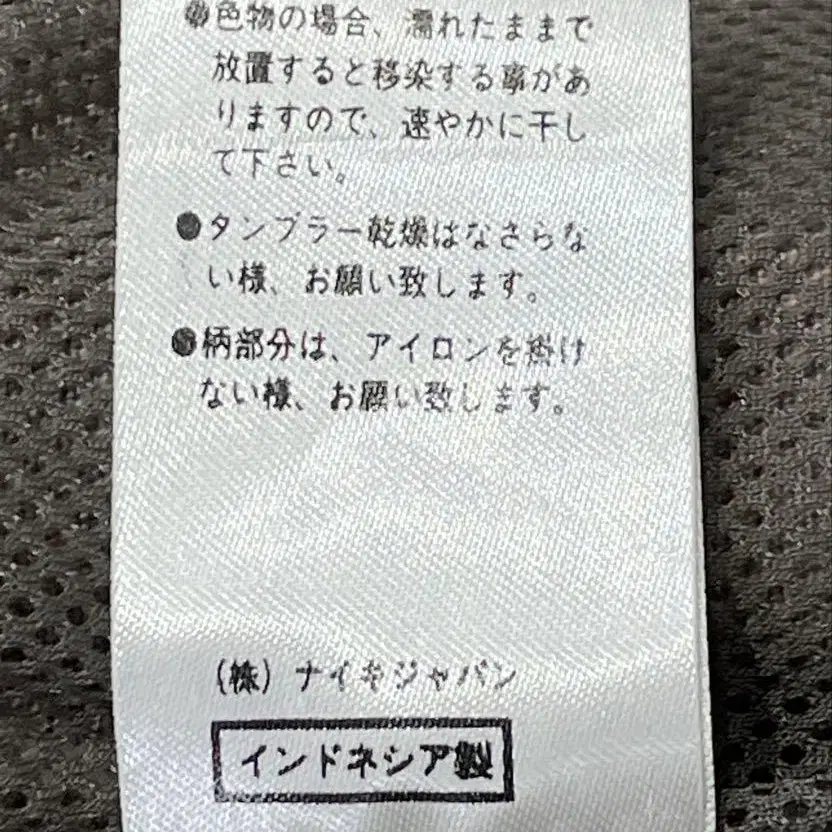 ●色物の場合、濡れたままで
放置すると移染する事があ
りますので、速やかに干し
て下さい。
●タンブラー乾燥はなさらな
い様、お願い致します。
●柄部分は、アイロンを掛け
ない様、お願い致します。
(株) ナイキジャパン
インドネシア製